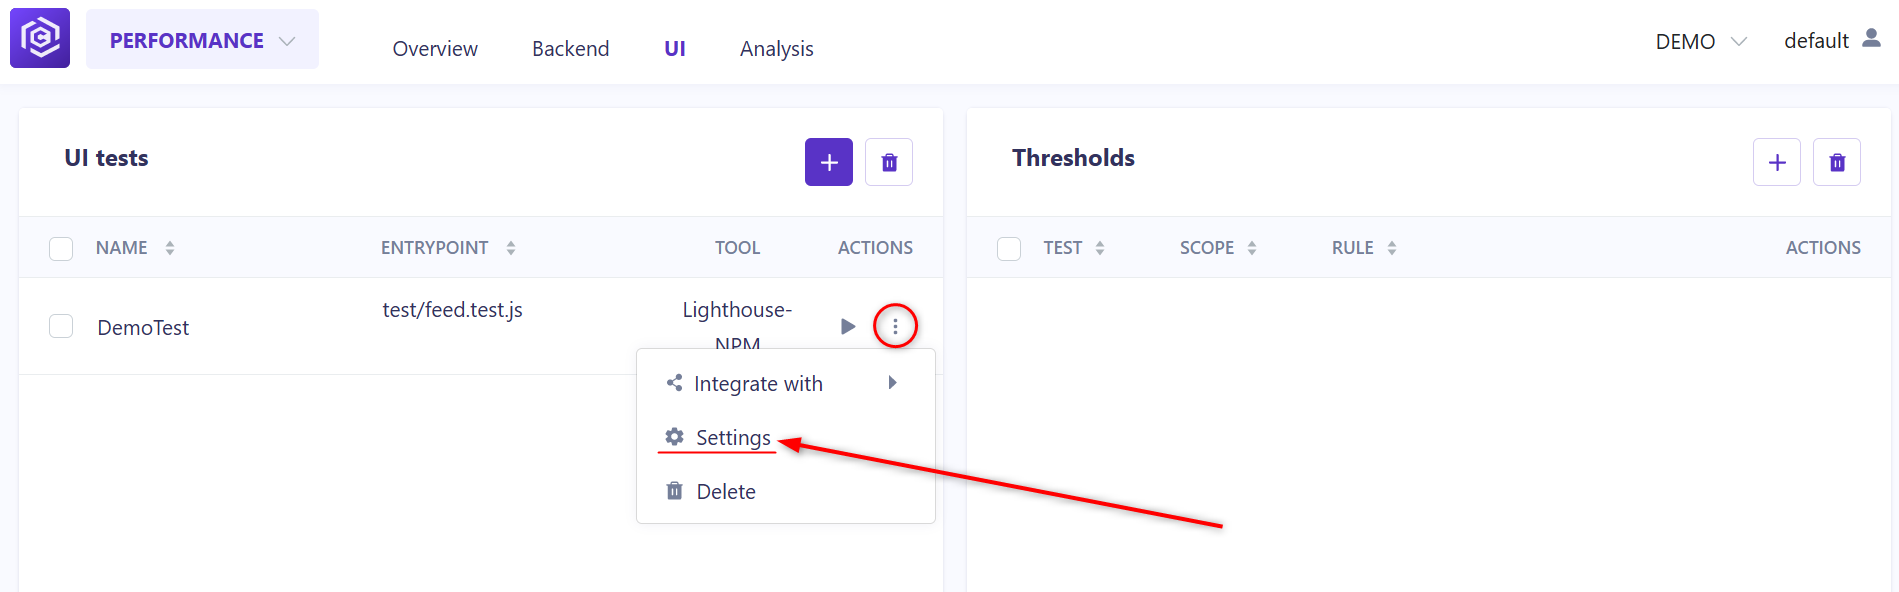 PERFORMANCE
Overview
Backend
UI
Analysis
DEMO
default
UI tests
NAME
ENTRYPOINT
TOOL
ACTIONS
DemoTest
test/feed.test.js
Lighthouse-
NPM
Integrate with
Settings
Delete
Thresholds
TEST
SCOPE
RULE
ACTIONS